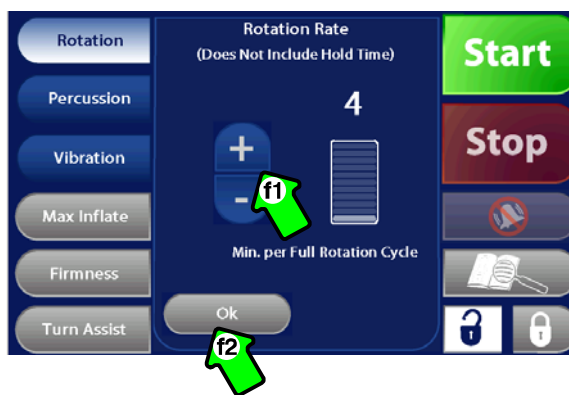 Rotation
Percussion
Vibration
Max Inflate
Firmness
Turn Assist
Rotation Rate
(Does Not Include Hold Time)
4
+
-
f1
Min. per Full Rotation Cycle
Ok
f2
Start
Stop